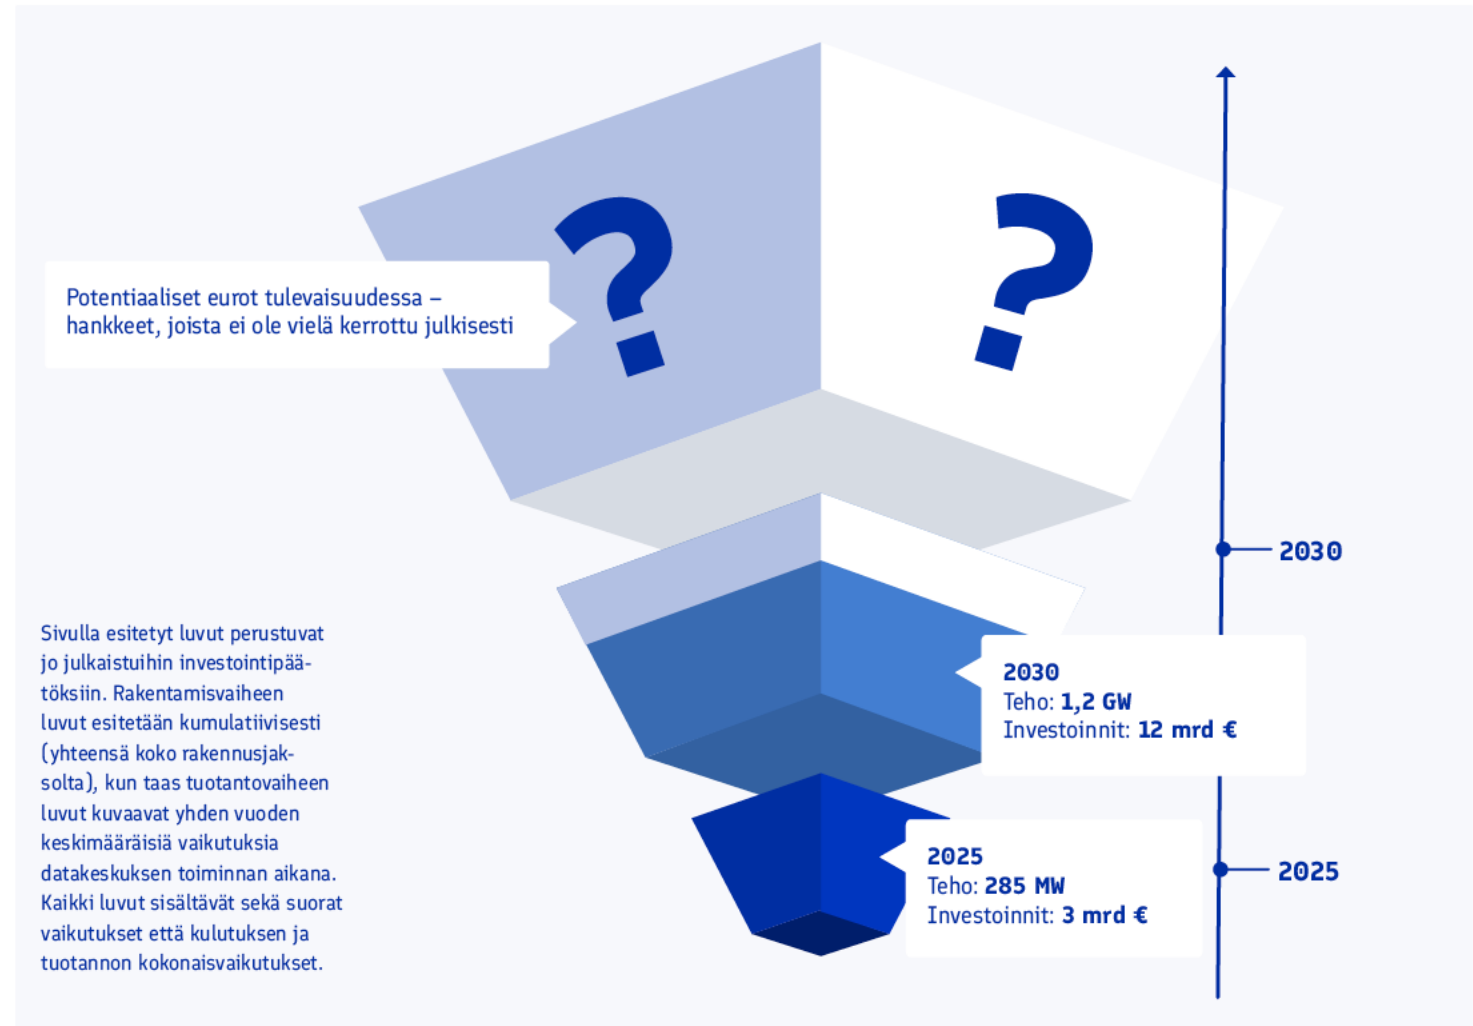 ?
?
Potentiaaliset eurot tulevaisuudessa –
hankkeet, joista ei ole vielä kerrottu julkisesti
2030
Sivulla esitetyt luvut perustuvat
jo julkaistuihin investointipää-
töksiin. Rakentamisvaiheen
luvut esitetään kumulatiivisesti
(yhteensä koko rakennusjak-
solta), kun taas tuotantovaiheen
luvut kuvaavat yhden vuoden
keskimääräisiä vaikutuksia
datakeskuksen toiminnan aikana.
Kaikki luvut sisältävät sekä suorat
vaikutukset että kulutuksen ja
tuotannon kokonaisvaikutukset.
2030
Teho: 1,2 GW
Investoinnit: 12 mrd €
2025
Teho: 285 MW
Investoinnit: 3 mrd €
2025